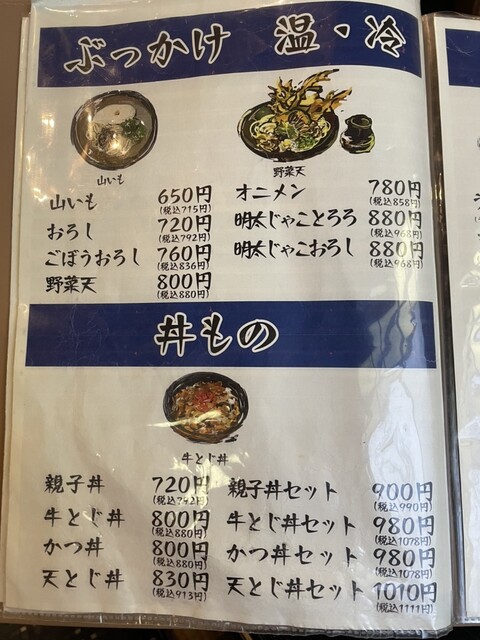 ぶっかけ 温・冷
山いも
野菜天
山いも 650円
(税込715円)
おろし 720円
(税込792円)
ごぼうおろし 760円
(税込836円)
野菜天 800円
(税込880円)
オニメン 780円
(税込858円)
明太じゃことろろ 880円
(税込968円)
明太じゃこおろし 880円
(税込968円)
丼もの
牛とじ丼
親子丼 720円
(税込792円)
牛とじ丼 800円
(税込880円)
かつ丼 800円
(税込880円)
天とじ丼 830円
(税込913円)
親子丼セット 900円
(税込990円)
牛とじ丼セット 980円
(税込1078円)
かつ丼セット 980円
(税込1078円)
天とじ丼セット 1010円
(税込1111円)